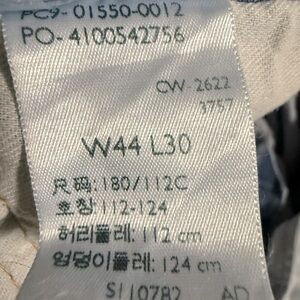 PC9- 01550-0012
PO- 4100542756
CW- 2622
3757
W44 L30
尺码:180/112C
호칭:112-124
허리둘레:112 cm
엉덩이둘레:124 cm
S110782 AD